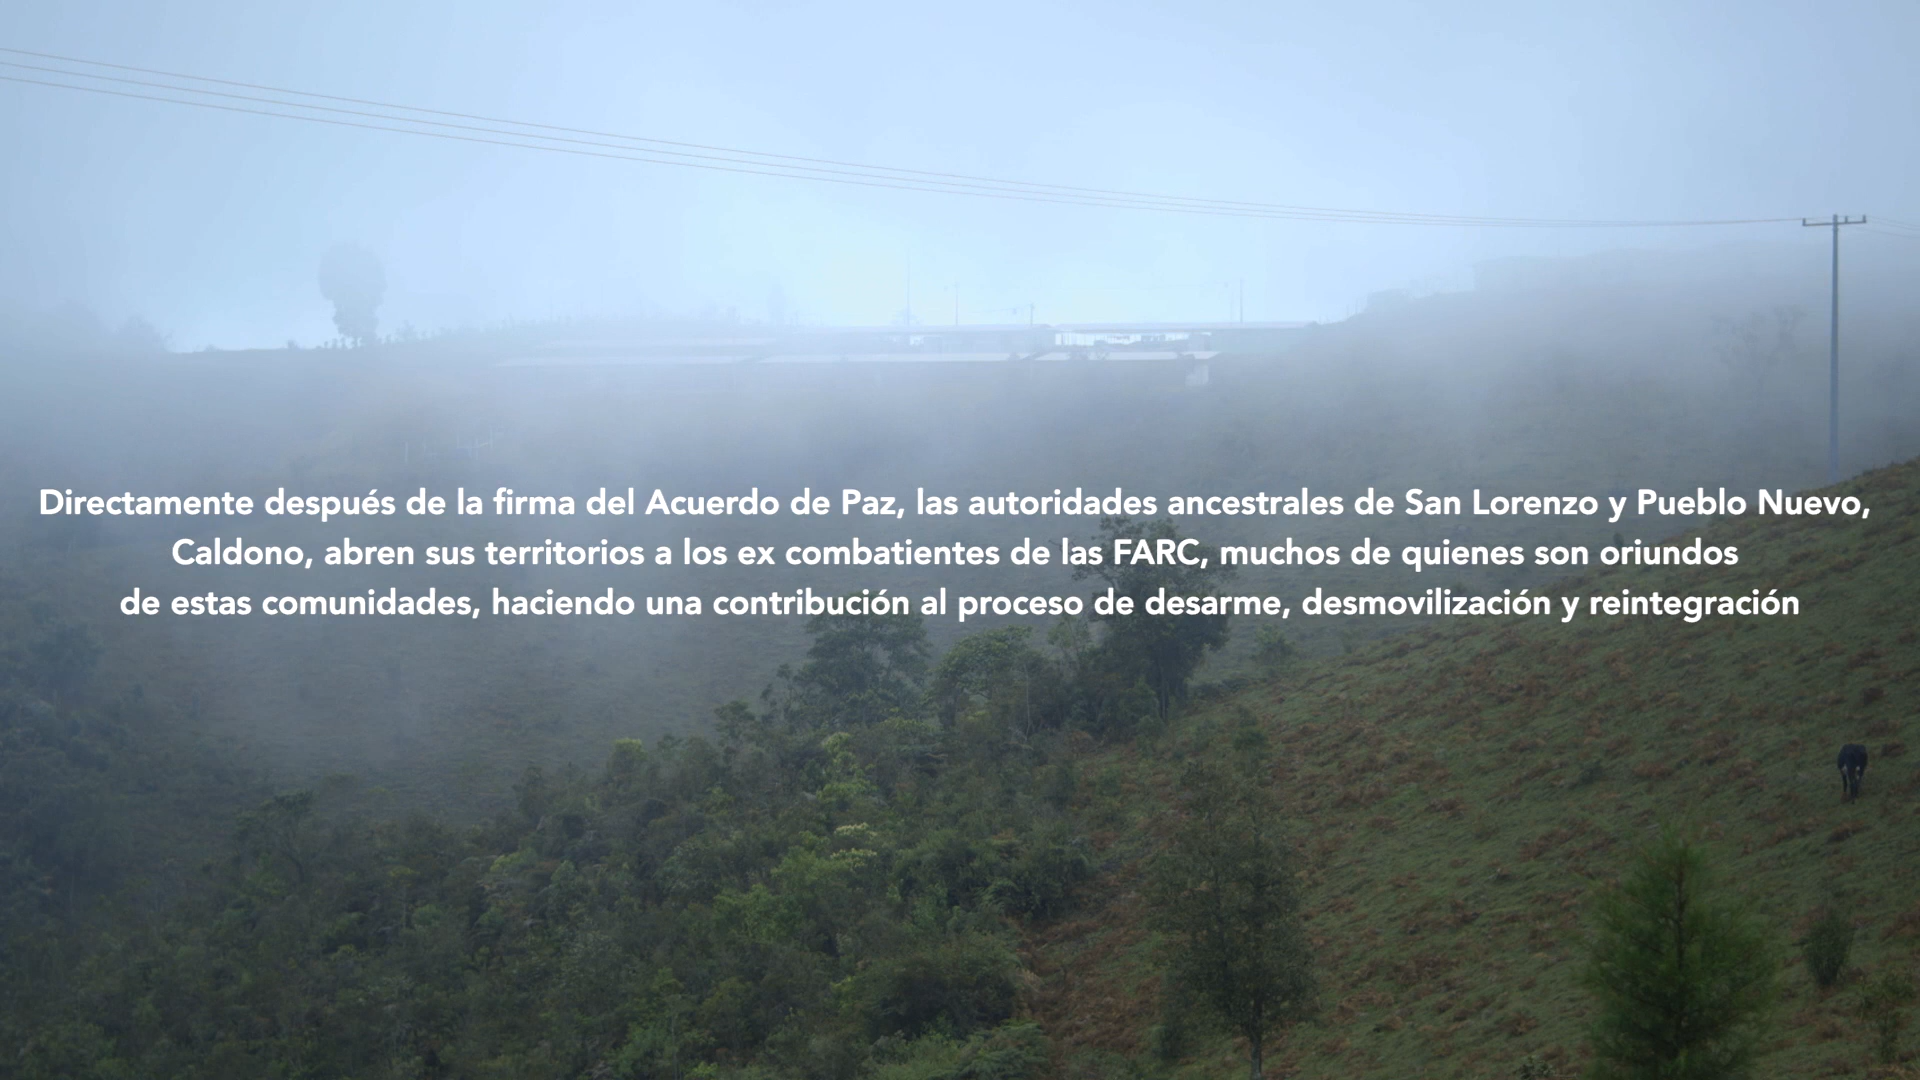 Directamente después de la firma del Acuerdo de Paz, las autoridades ancestrales de San Lorenzo y Pueblo Nuevo,
Caldono, abren sus territorios a los ex combatientes de las FARC, muchos de quienes son oriundos
de estas comunidades, haciendo una contribución al proceso de desarme, desmovilización y reintegración